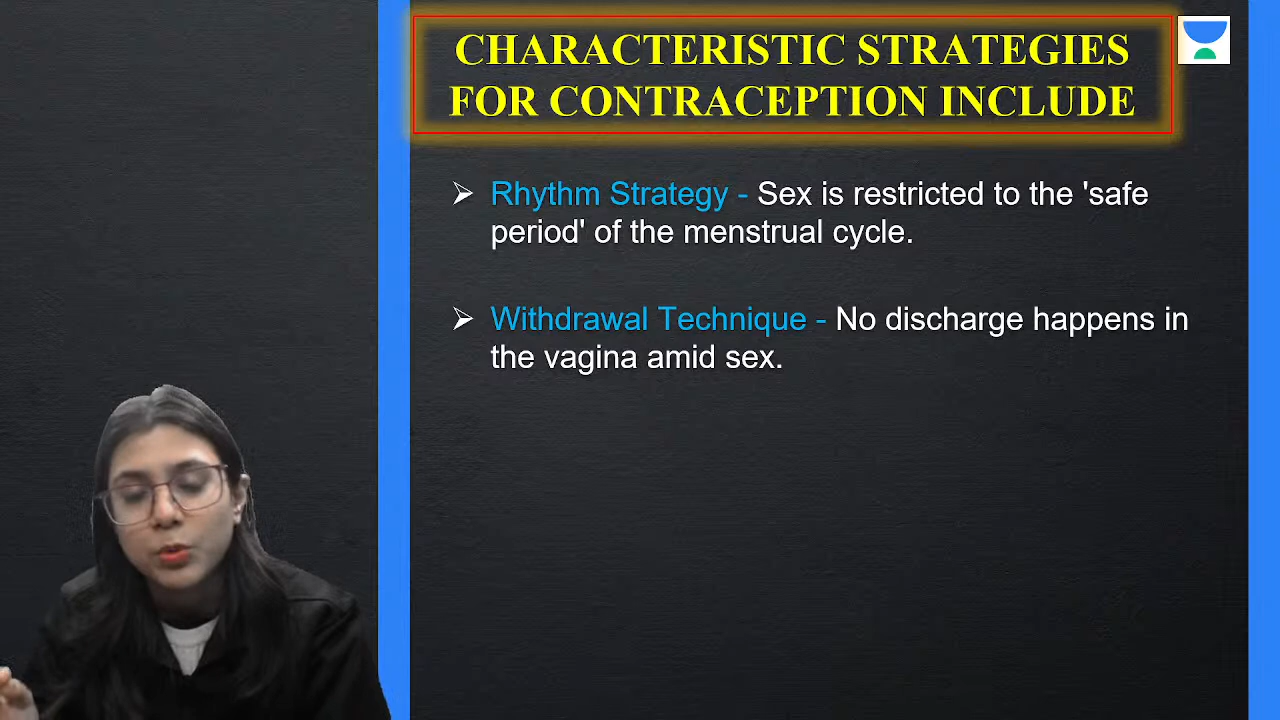 CHARACTERISTIC STRATEGIES
FOR CONTRACEPTION INCLUDE
Rhythm Strategy - Sex is restricted to the 'safe
period' of the menstrual cycle.
Withdrawal Technique - No discharge happens in
the vagina amid sex.